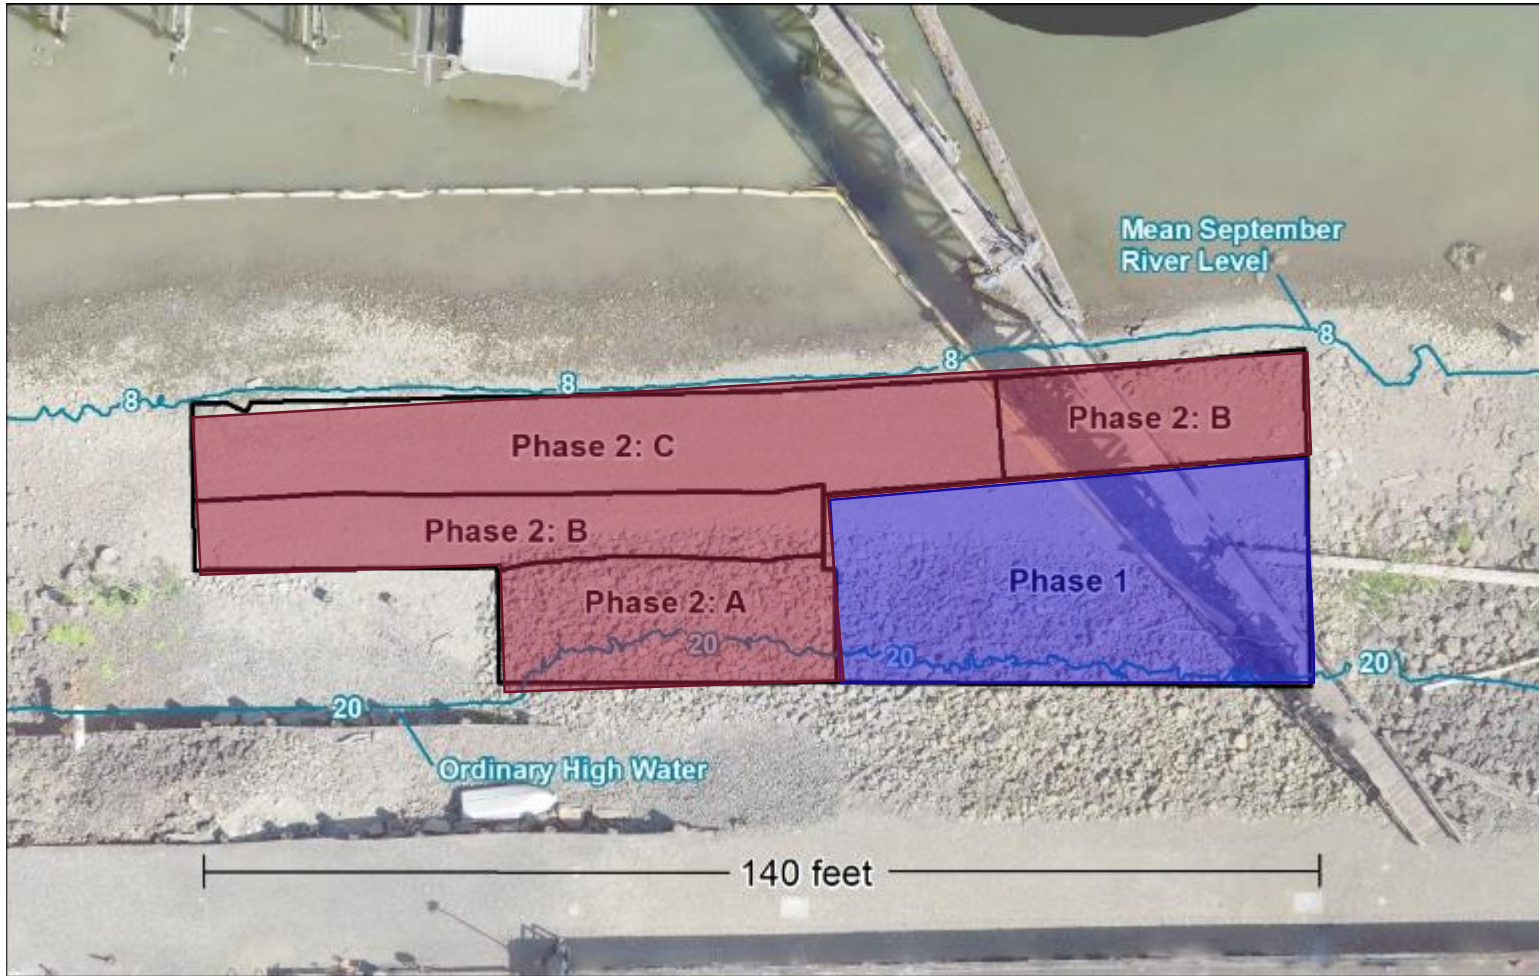 Mean September
River Level
8
8
8
8
Phase 2: C
Phase 2: B
Phase 2: B
Phase 2: A
Phase 1
20
20
20
20
Ordinary High Water
140 feet